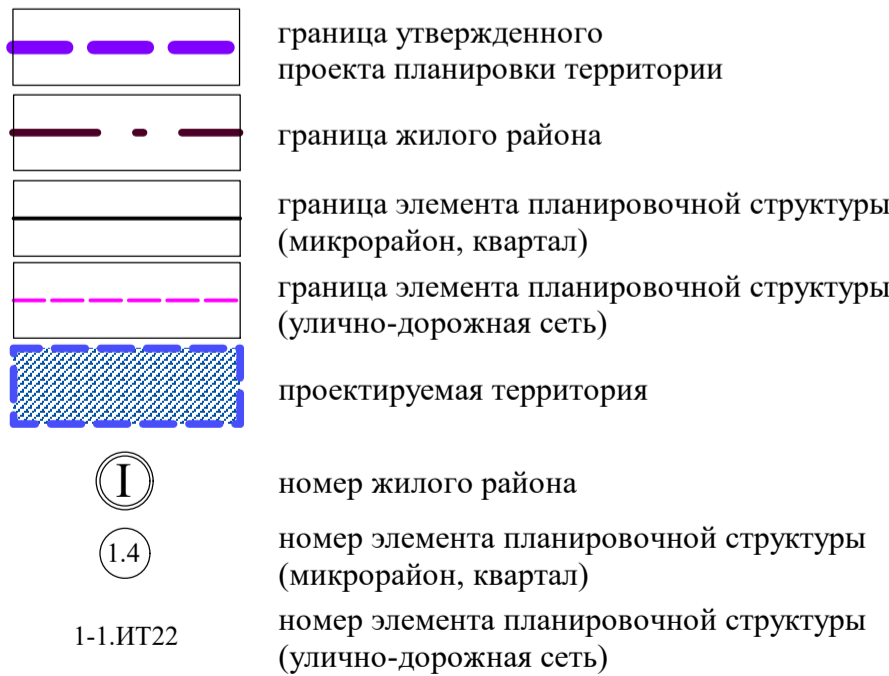 граница утвержденного
проекта планировки территории
граница жилого района
граница элемента планировочной структуры
(микрорайон, квартал)
граница элемента планировочной структуры
(улично-дорожная сеть)
проектируемая территория
I
номер жилого района
1.4
номер элемента планировочной структуры
(микрорайон, квартал)
1-1.ИТ22
номер элемента планировочной структуры
(улично-дорожная сеть)